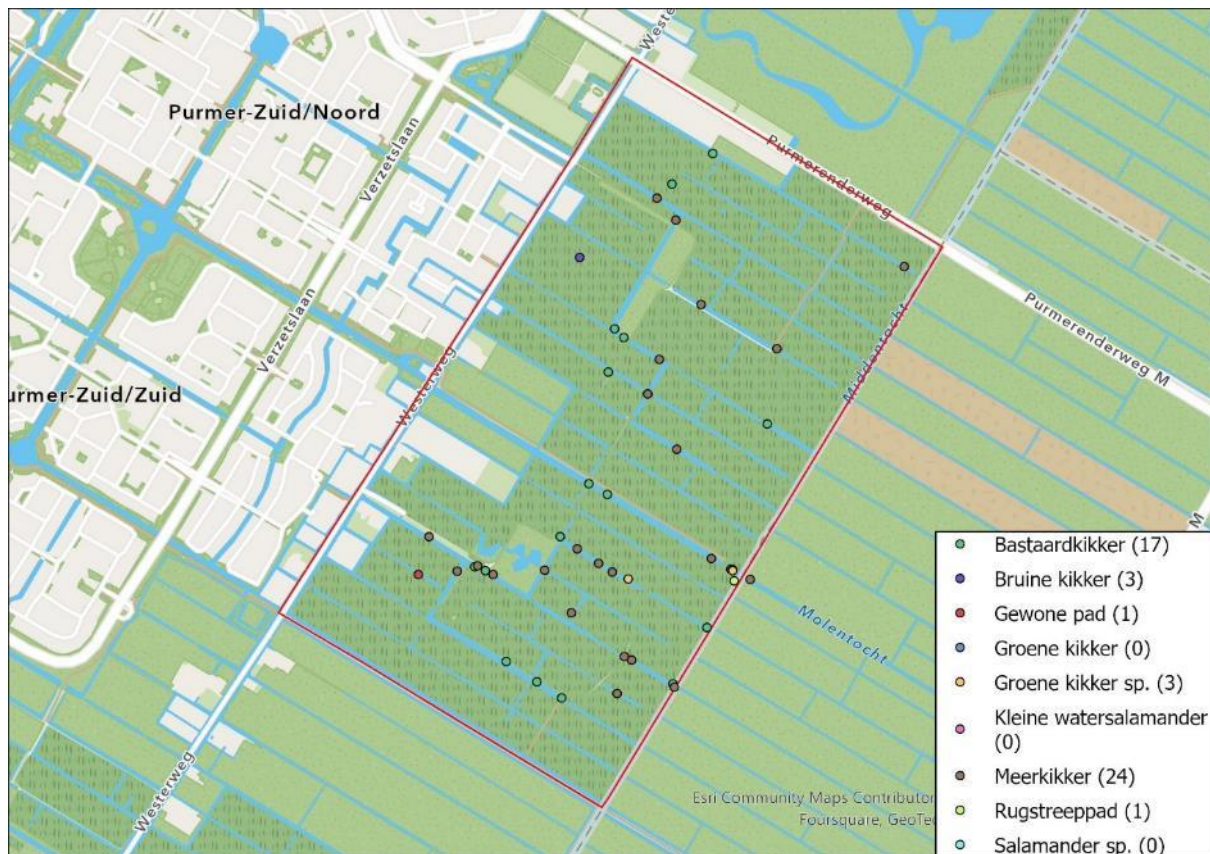 Weste
Purmer-Zuid/Noord
Verzetslaan
Purmerenderweg
Verzetslaan
Middentocht
Purmerenderweg M
Westerweg
urmer-Zuid/Zuid
M
Molentocht
Westerweg
Esri Community Maps Contributor
Foursquare, GeoTe
Bastaardkikker (17)
Bruine kikker (3)
Gewone pad (1)
Groene kikker (0)
Groene kikker sp. (3)
Kleine watersalamander
(0)
Meerkikker (24)
Rugstreeppad (1)
Salamander sp. (0)